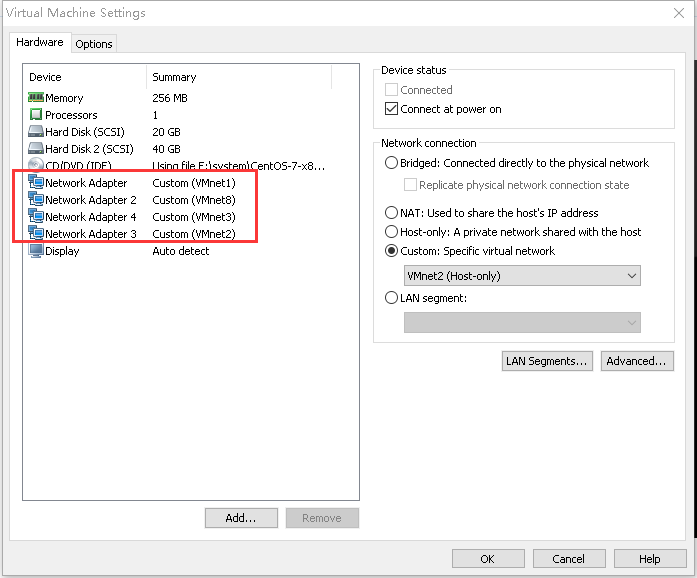 Virtual Machine Settings
Hardware
Options
Device Summary
Memory 256 MB
Processors 1
Hard Disk (SCSI) 20 GB
Hard Disk 2 (SCSI) 40 GB
CD/DVD (IDE) Using file E:\system\CentOS-7-x8...
Network Adapter Custom (VMnet1)
Network Adapter 2 Custom (VMnet8)
Network Adapter 4 Custom (VMnet3)
Network Adapter 3 Custom (VMnet2)
Display Auto detect
Add...
Remove
Device status
Connected
Connect at power on
Network connection
Bridged: Connected directly to the physical network
Replicate physical network connection state
NAT: Used to share the host's IP address
Host-only: A private network shared with the host
Custom: Specific virtual network
VMnet2 (Host-only)
LAN segment:
LAN Segments...
Advanced...
OK
Cancel
Help